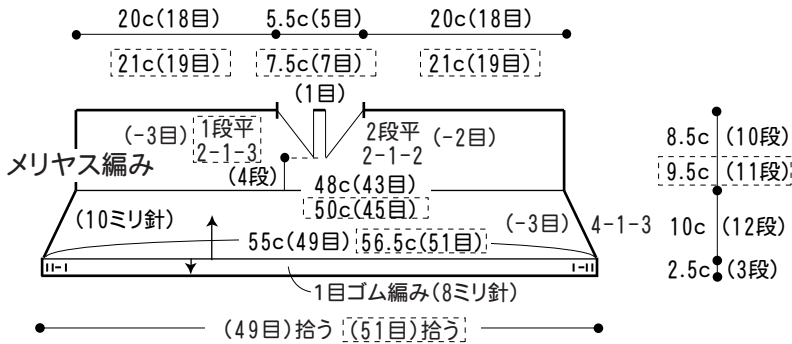 20c(18目) 5.5c(5目) 20c(18目)
21c(19目) 7.5c(7目) 21c(19目)
(1目)
(-3目) 1段平 2段平 (-2目)
2-1-3 2-1-2
メリヤス編み
(4段)
8.5c (10段)
9.5c (11段)
48c(43目)
50c(45目)
(10ミリ針)
(-3目) 4-1-3 10c (12段)
55c(49目) 56.5c(51目)
2.5c (3段)
1目ゴム編み(8ミリ針)
(49目)拾う (51目)拾う